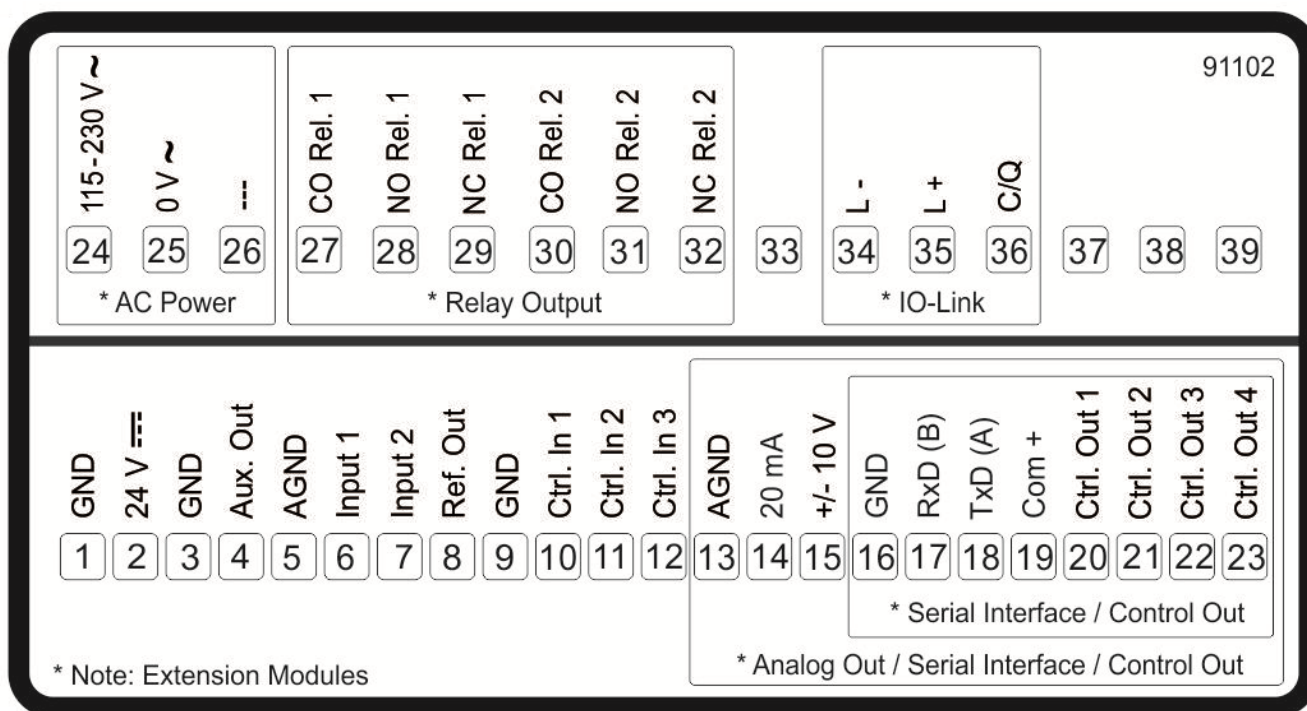 91102
115-230 V ~
0 V ~
---
CO Rel. 1
NO Rel. 1
NC Rel. 1
CO Rel. 2
NO Rel. 2
NC Rel. 2
L -
L +
C/Q
24 25 26 27 28 29 30 31 32 33 34 35 36 37 38 39
* AC Power
* Relay Output
* IO-Link
GND
24 V ⎓
GND
Aux. Out
AGND
Input 1
Input 2
Ref. Out
GND
Ctrl. In 1
Ctrl. In 2
Ctrl. In 3
AGND
20 mA
+/- 10 V
GND
RxD (B)
TxD (A)
Com +
Ctrl. Out 1
Ctrl. Out 2
Ctrl. Out 3
Ctrl. Out 4
1 2 3 4 5 6 7 8 9 10 11 12 13 14 15 16 17 18 19 20 21 22 23
* Serial Interface / Control Out
* Analog Out / Serial Interface / Control Out
* Note: Extension Modules